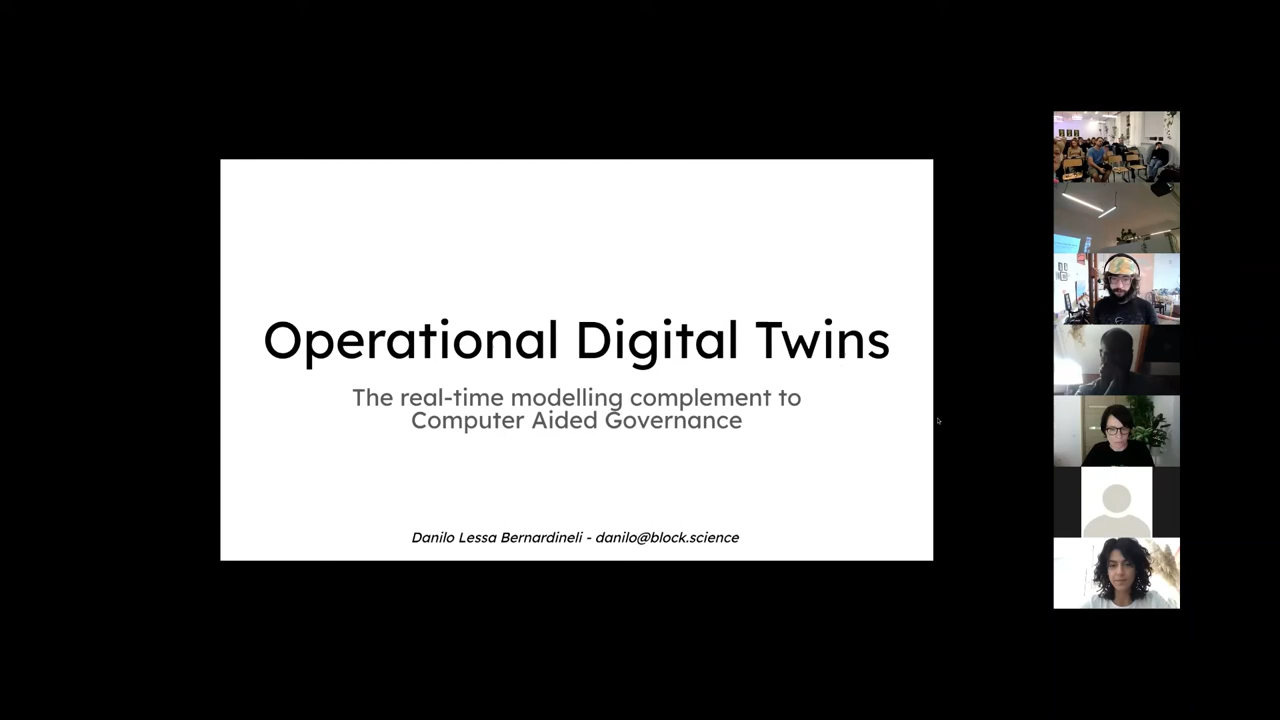 Operational Digital Twins
The real-time modelling complement to
Computer Aided Governance
Danilo Lessa Bernardineli - danilo@block.science